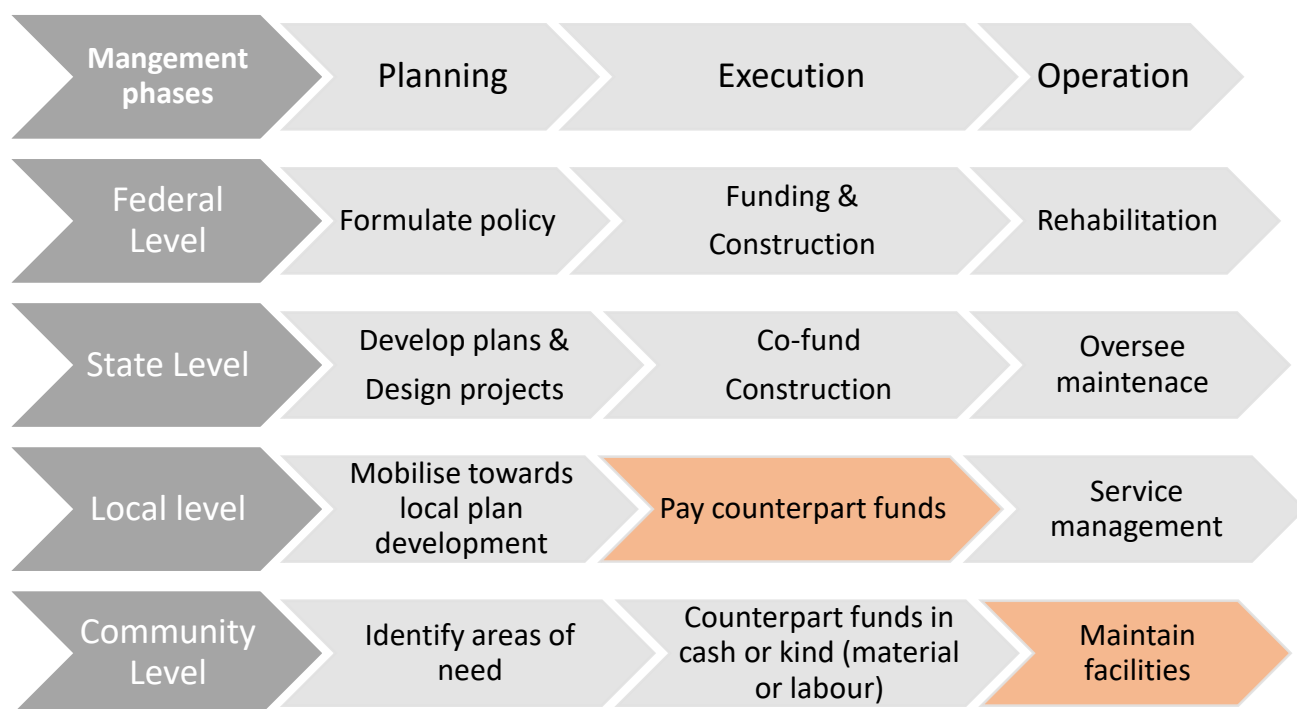 Mangement
phases
Planning
Execution
Operation
Federal
Level
Formulate policy
Funding &
Construction
Rehabilitation
State Level
Develop plans &
Design projects
Co-fund
Construction
Oversee
maintenace
Local level
Mobilise towards
local plan
development
Pay counterpart funds
Service
management
Community
Level
Identify areas of
need
Counterpart funds in
cash or kind (material
or labour)
Maintain
facilities